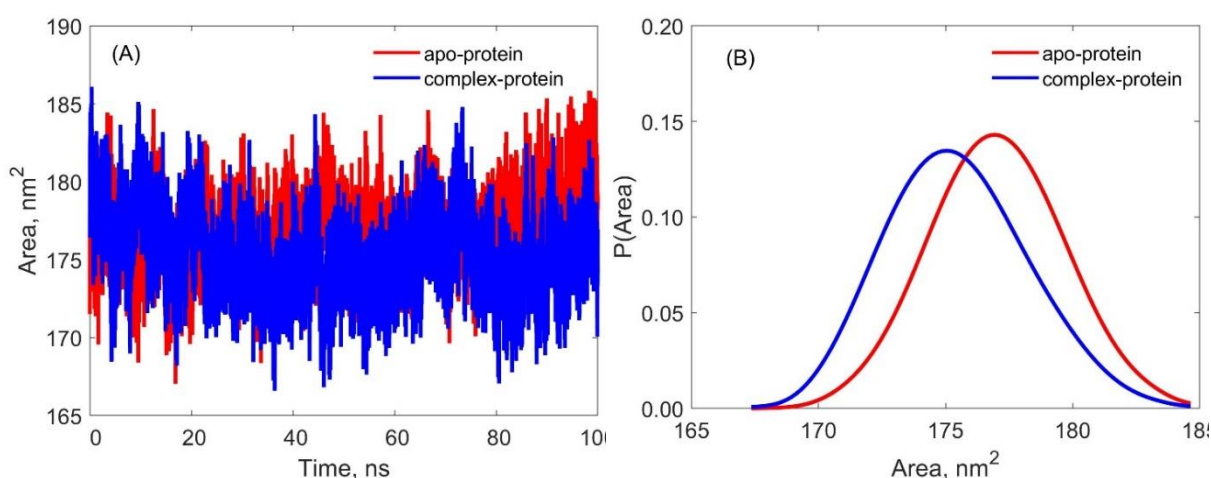 (A)
apo-protein
complex-protein
190
185
180
175
170
165
Area, nm²
0 20 40 60 80 100
Time, ns
(B)
apo-protein
complex-protein
0.20
0.15
0.10
0.05
0.00
P(Area)
165 170 175 180 185
Area, nm²